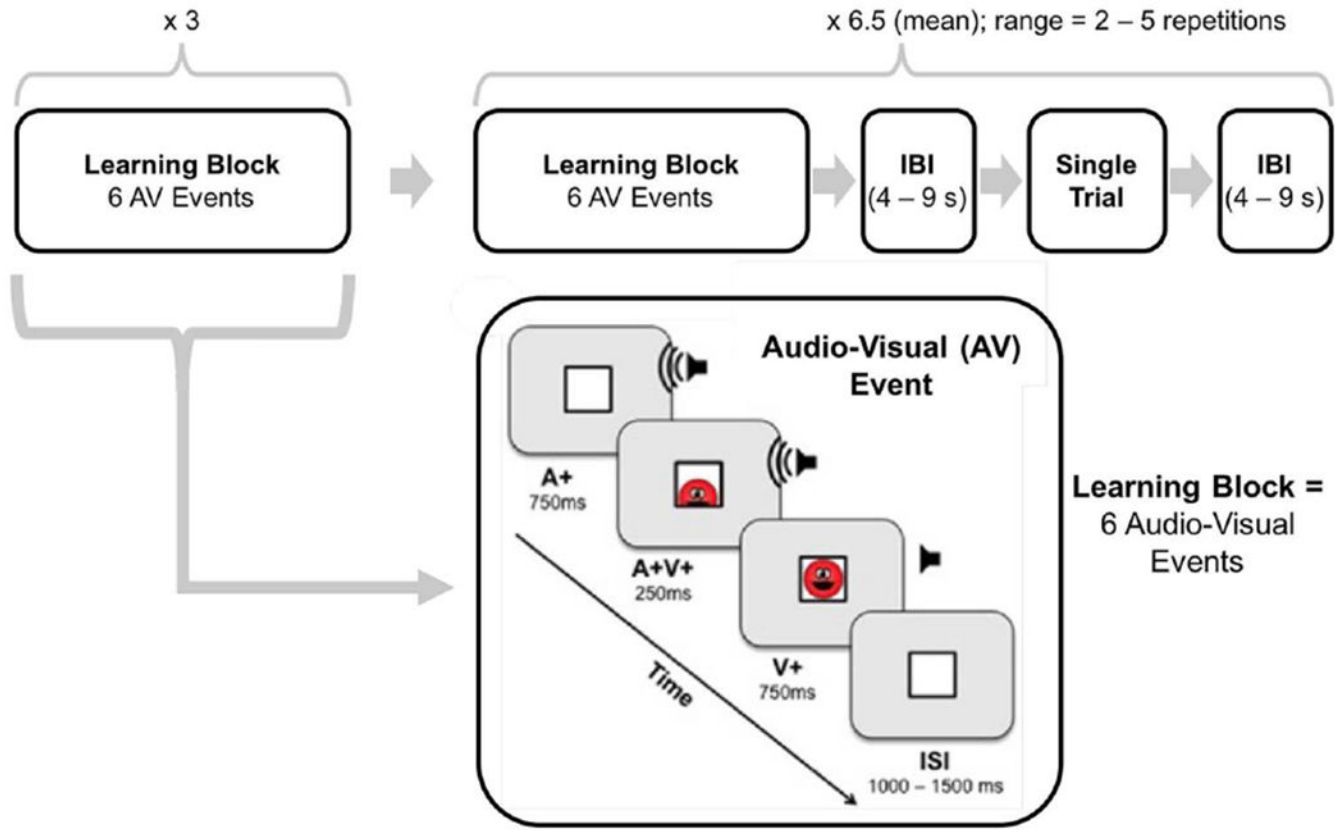 x 3
x 6.5 (mean); range = 2 – 5 repetitions
Learning Block
6 AV Events
Learning Block
6 AV Events
IBI
(4 – 9 s)
Single
Trial
IBI
(4 – 9 s)
Audio-Visual (AV)
Event
A+
750ms
A+V+
250ms
V+
750ms
ISI
1000 – 1500 ms
Time
Learning Block =
6 Audio-Visual
Events